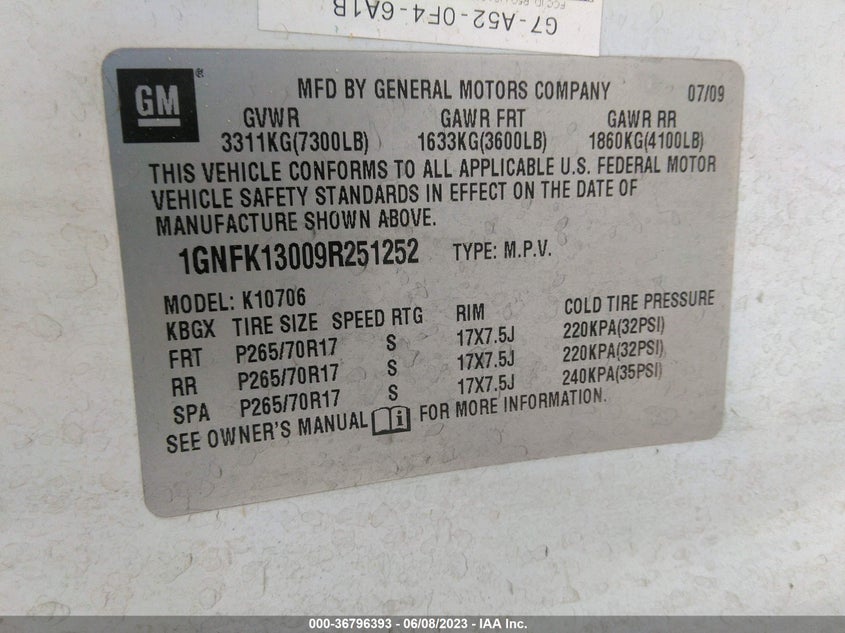 G7-A52-0F4-6A1B
GM®
MFD BY GENERAL MOTORS COMPANY 07/09
GVWR GAWR FRT GAWR RR
3311KG(7300LB) 1633KG(3600LB) 1860KG(4100LB)
THIS VEHICLE CONFORMS TO ALL APPLICABLE U.S. FEDERAL MOTOR
VEHICLE SAFETY STANDARDS IN EFFECT ON THE DATE OF
MANUFACTURE SHOWN ABOVE.
1GNFK13009R251252 TYPE: M.P.V.
MODEL: K10706
KBGX TIRE SIZE SPEED RTG RIM COLD TIRE PRESSURE
FRT P265/70R17 S 17X7.5J 220KPA(32PSI)
RR P265/70R17 S 17X7.5J 220KPA(32PSI)
SPA P265/70R17 S 17X7.5J 240KPA(35PSI)
SEE OWNER'S MANUAL i FOR MORE INFORMATION.
000-36796393 - 06/08/2023 - IAA Inc.